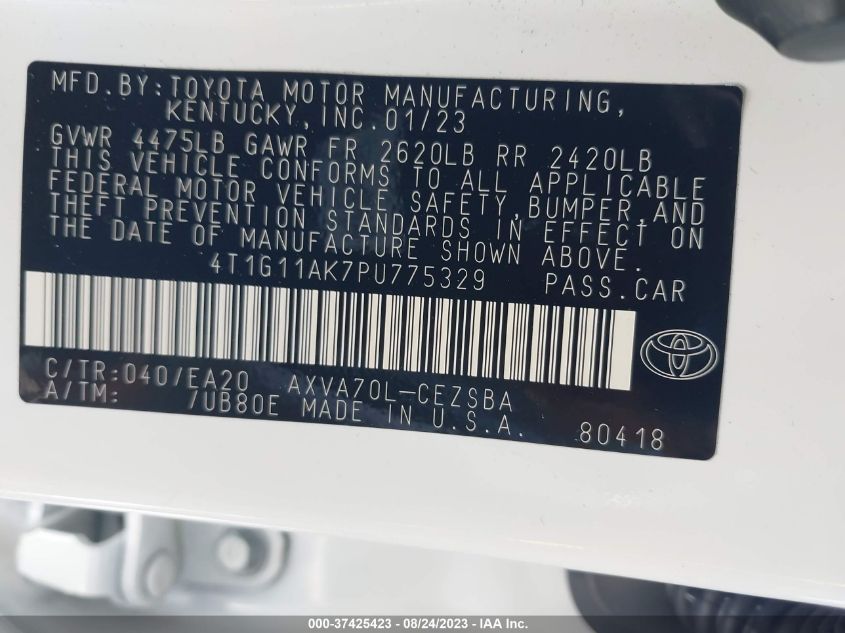 MFD.BY:TOYOTA MOTOR MANUFACTURING,
KENTUCKY,INC.01/23
GVWR 4475LB GAWR FR 2620LB RR 2420LB
THIS VEHICLE CONFORMS TO ALL APPLICABLE
FEDERAL MOTOR VEHICLE SAFETY,BUMPER,AND
THEFT PREVENTION STANDARDS IN EFFECT ON
THE DATE OF MANUFACTURE SHOWN ABOVE.
4T1G11AK7PU775329 PASS.CAR
C/TR:040/EA20 AXVA70L-CEZSBA
A/TM: /UB80E MADE IN U.S.A. 80418
000-37425423 - 08/24/2023 - IAA Inc.